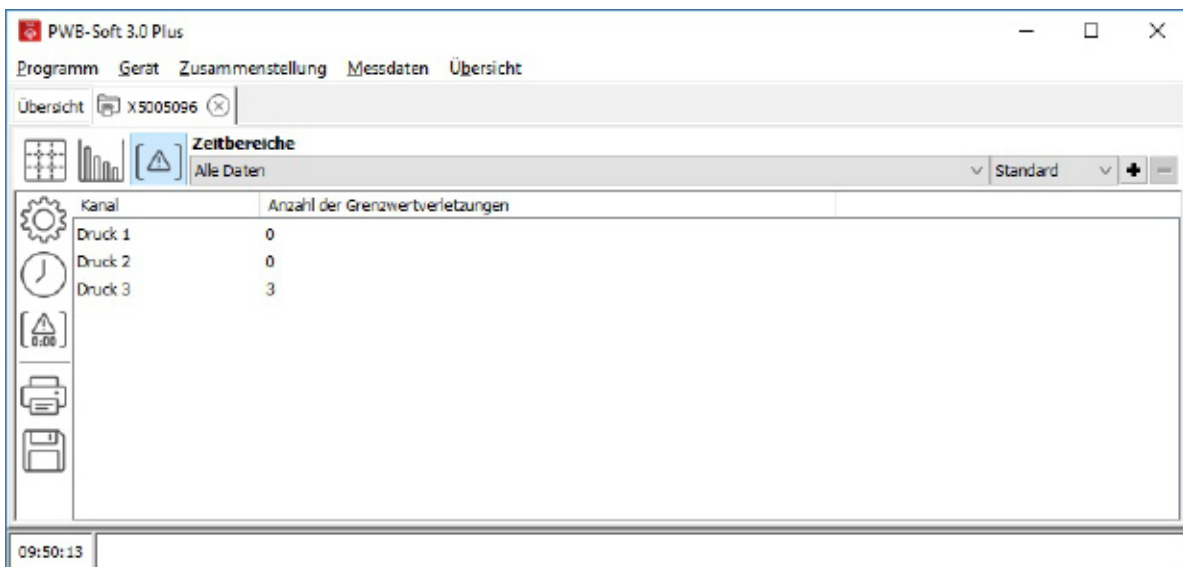 PWB-Soft 3.0 Plus
Programm Gerät Zusammenstellung Messdaten Übersicht
Übersicht X5005096
Zeitbereiche
Alle Daten Standard
Kanal Anzahl der Grenzwertverletzungen
Druck 1 0
Druck 2 0
Druck 3 3
0:00
09:50:13